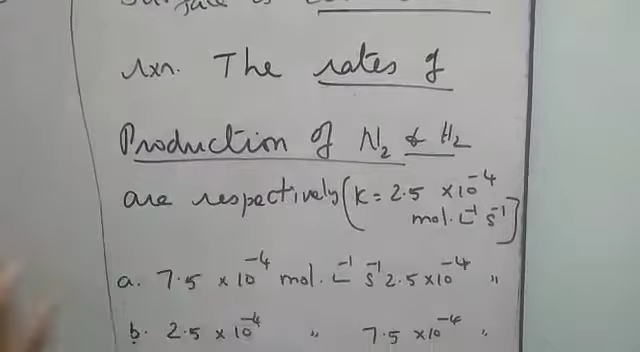 rxn. The rates of
Production of N₂ & H₂
are respectively (K = 2.5 × 10⁻⁴
mol. L⁻¹ s⁻¹)
a. 7.5 × 10⁻⁴ mol. L⁻¹ s⁻¹ 2.5 × 10⁻⁴ "
b. 2.5 × 10⁻⁴ " 7.5 × 10⁻⁴ "